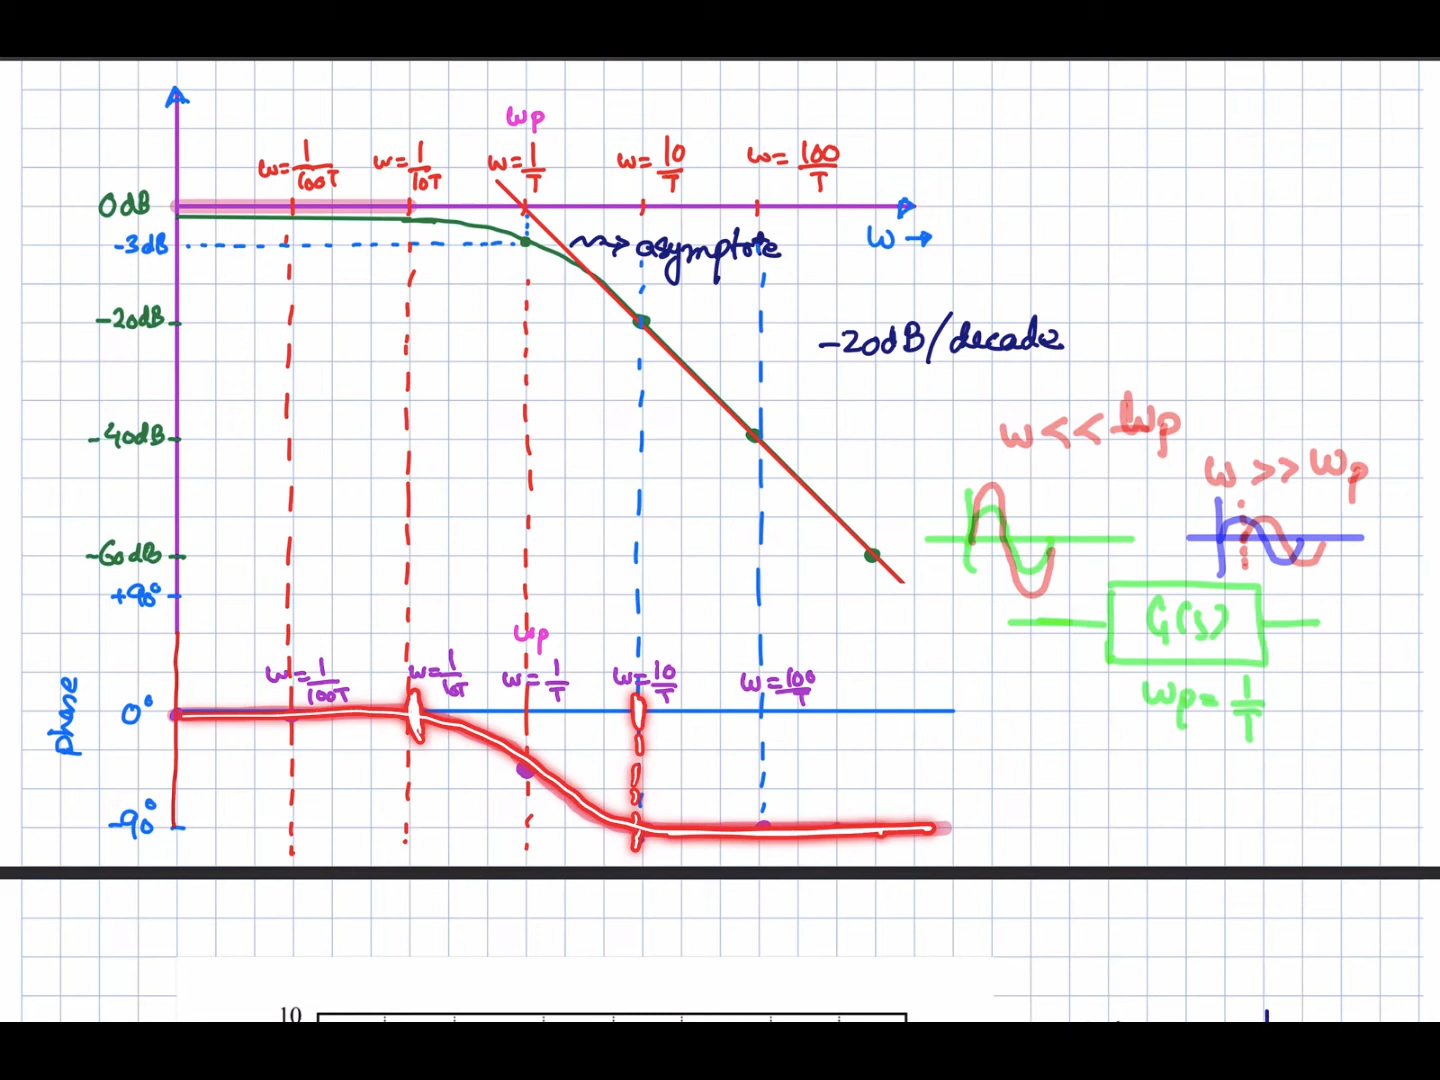 ωp
ω=1/100T ω=1/10T ω=1/T ω=10/T ω=100/T
0dB
-3dB
asymptote
ω →
-20dB
-20dB/decade
-40dB
ω<<ωp
ω>>ωp
-60dB
+90°
G(s)
ωp
ω=1/100T ω=1/10T ω=1/T ω=10/T ω=100/T
ωp=1/T
phase
0°
-90°
10